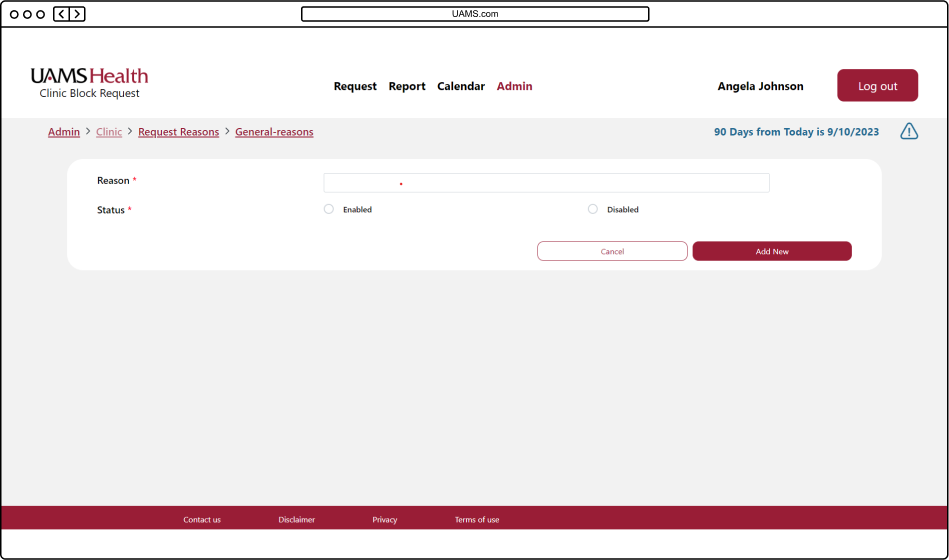 UAMS.com
UAMS Health
Clinic Block Request
Request Report Calendar Admin
Angela Johnson
Log out
Admin > Clinic > Request Reasons > General-reasons
90 Days from Today is 9/10/2023
Reason *
Status *
Enabled
Disabled
Cancel
Add New
Contact us
Disclaimer
Privacy
Terms of use